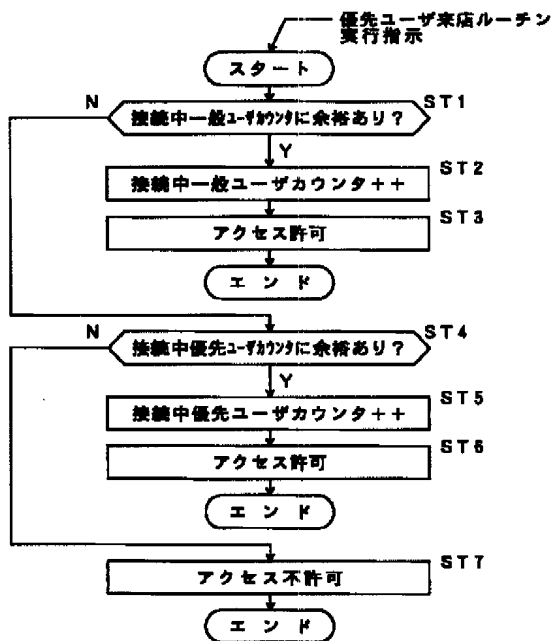 優先ユーザ来店ルーチン
実行指示
スタート
N
ST1
接続中一般ユーザカウンタに余裕あり?
Y
ST2
接続中一般ユーザカウンタ++
ST3
アクセス許可
エンド
N
ST4
接続中優先ユーザカウンタに余裕あり?
Y
ST5
接続中優先ユーザカウンタ++
ST6
アクセス許可
エンド
ST7
アクセス不許可
エンド